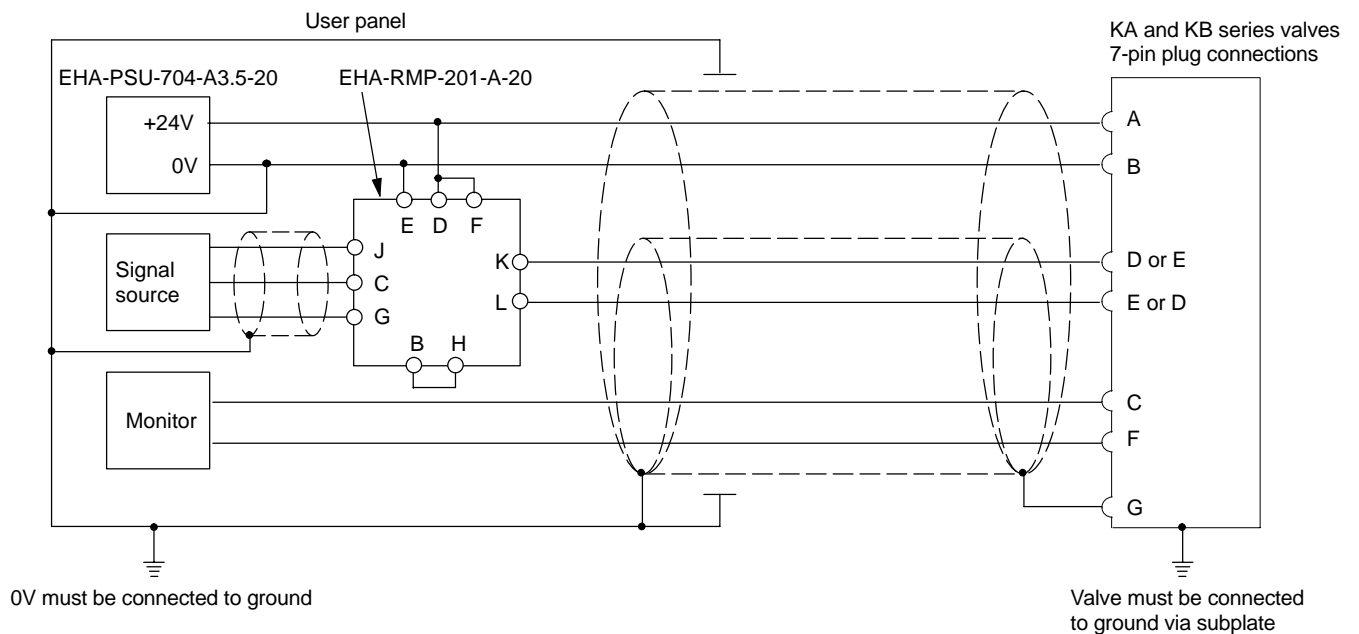 User panel
KA and KB series valves
7-pin plug connections
EHA-PSU-704-A3.5-20
EHA-RMP-201-A-20
+24V
0V
A
B
E D F
J
C
G
K
L
B H
Signal
source
D or E
E or D
Monitor
C
F
G
0V must be connected to ground
Valve must be connected
to ground via subplate